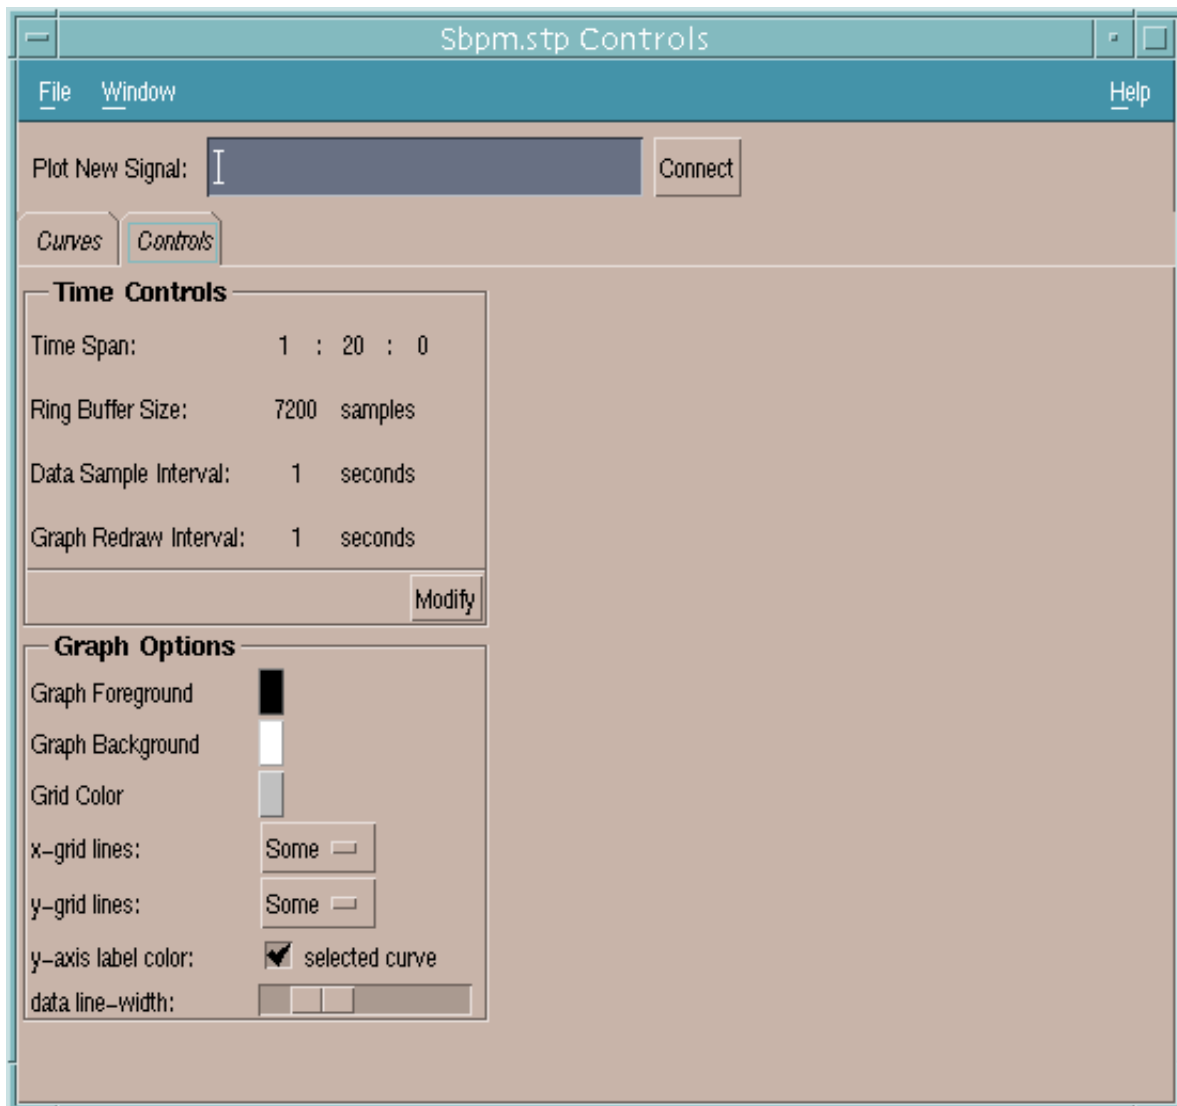 Sbpm.stp Controls
File Window Help
Plot New Signal: Connect
Curves Controls
Time Controls
Time Span: 1 : 20 : 0
Ring Buffer Size: 7200 samples
Data Sample Interval: 1 seconds
Graph Redraw Interval: 1 seconds
Modify
Graph Options
Graph Foreground
Graph Background
Grid Color
x-grid lines: Some
y-grid lines: Some
y-axis label color: selected curve
data line-width: